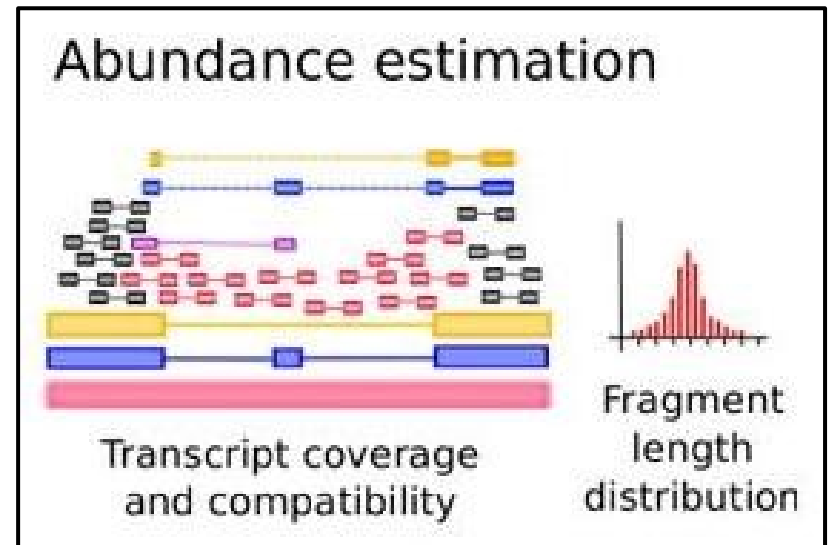 Abundance estimation
Transcript coverage
and compatibility
Fragment
length
distribution